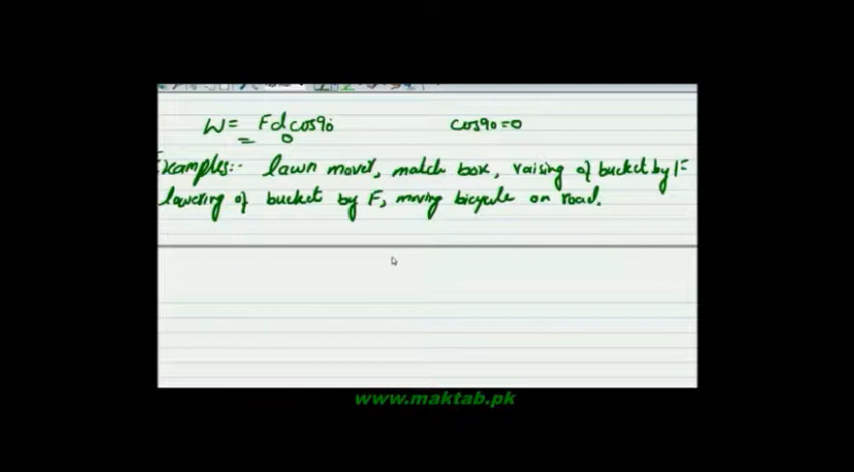 W = Fd cos90 cos90=0
0
Examples:- lawn mover, match box, raising of bucket by F
lowering of bucket by F, moving bicycle on road.
www.maktab.pk